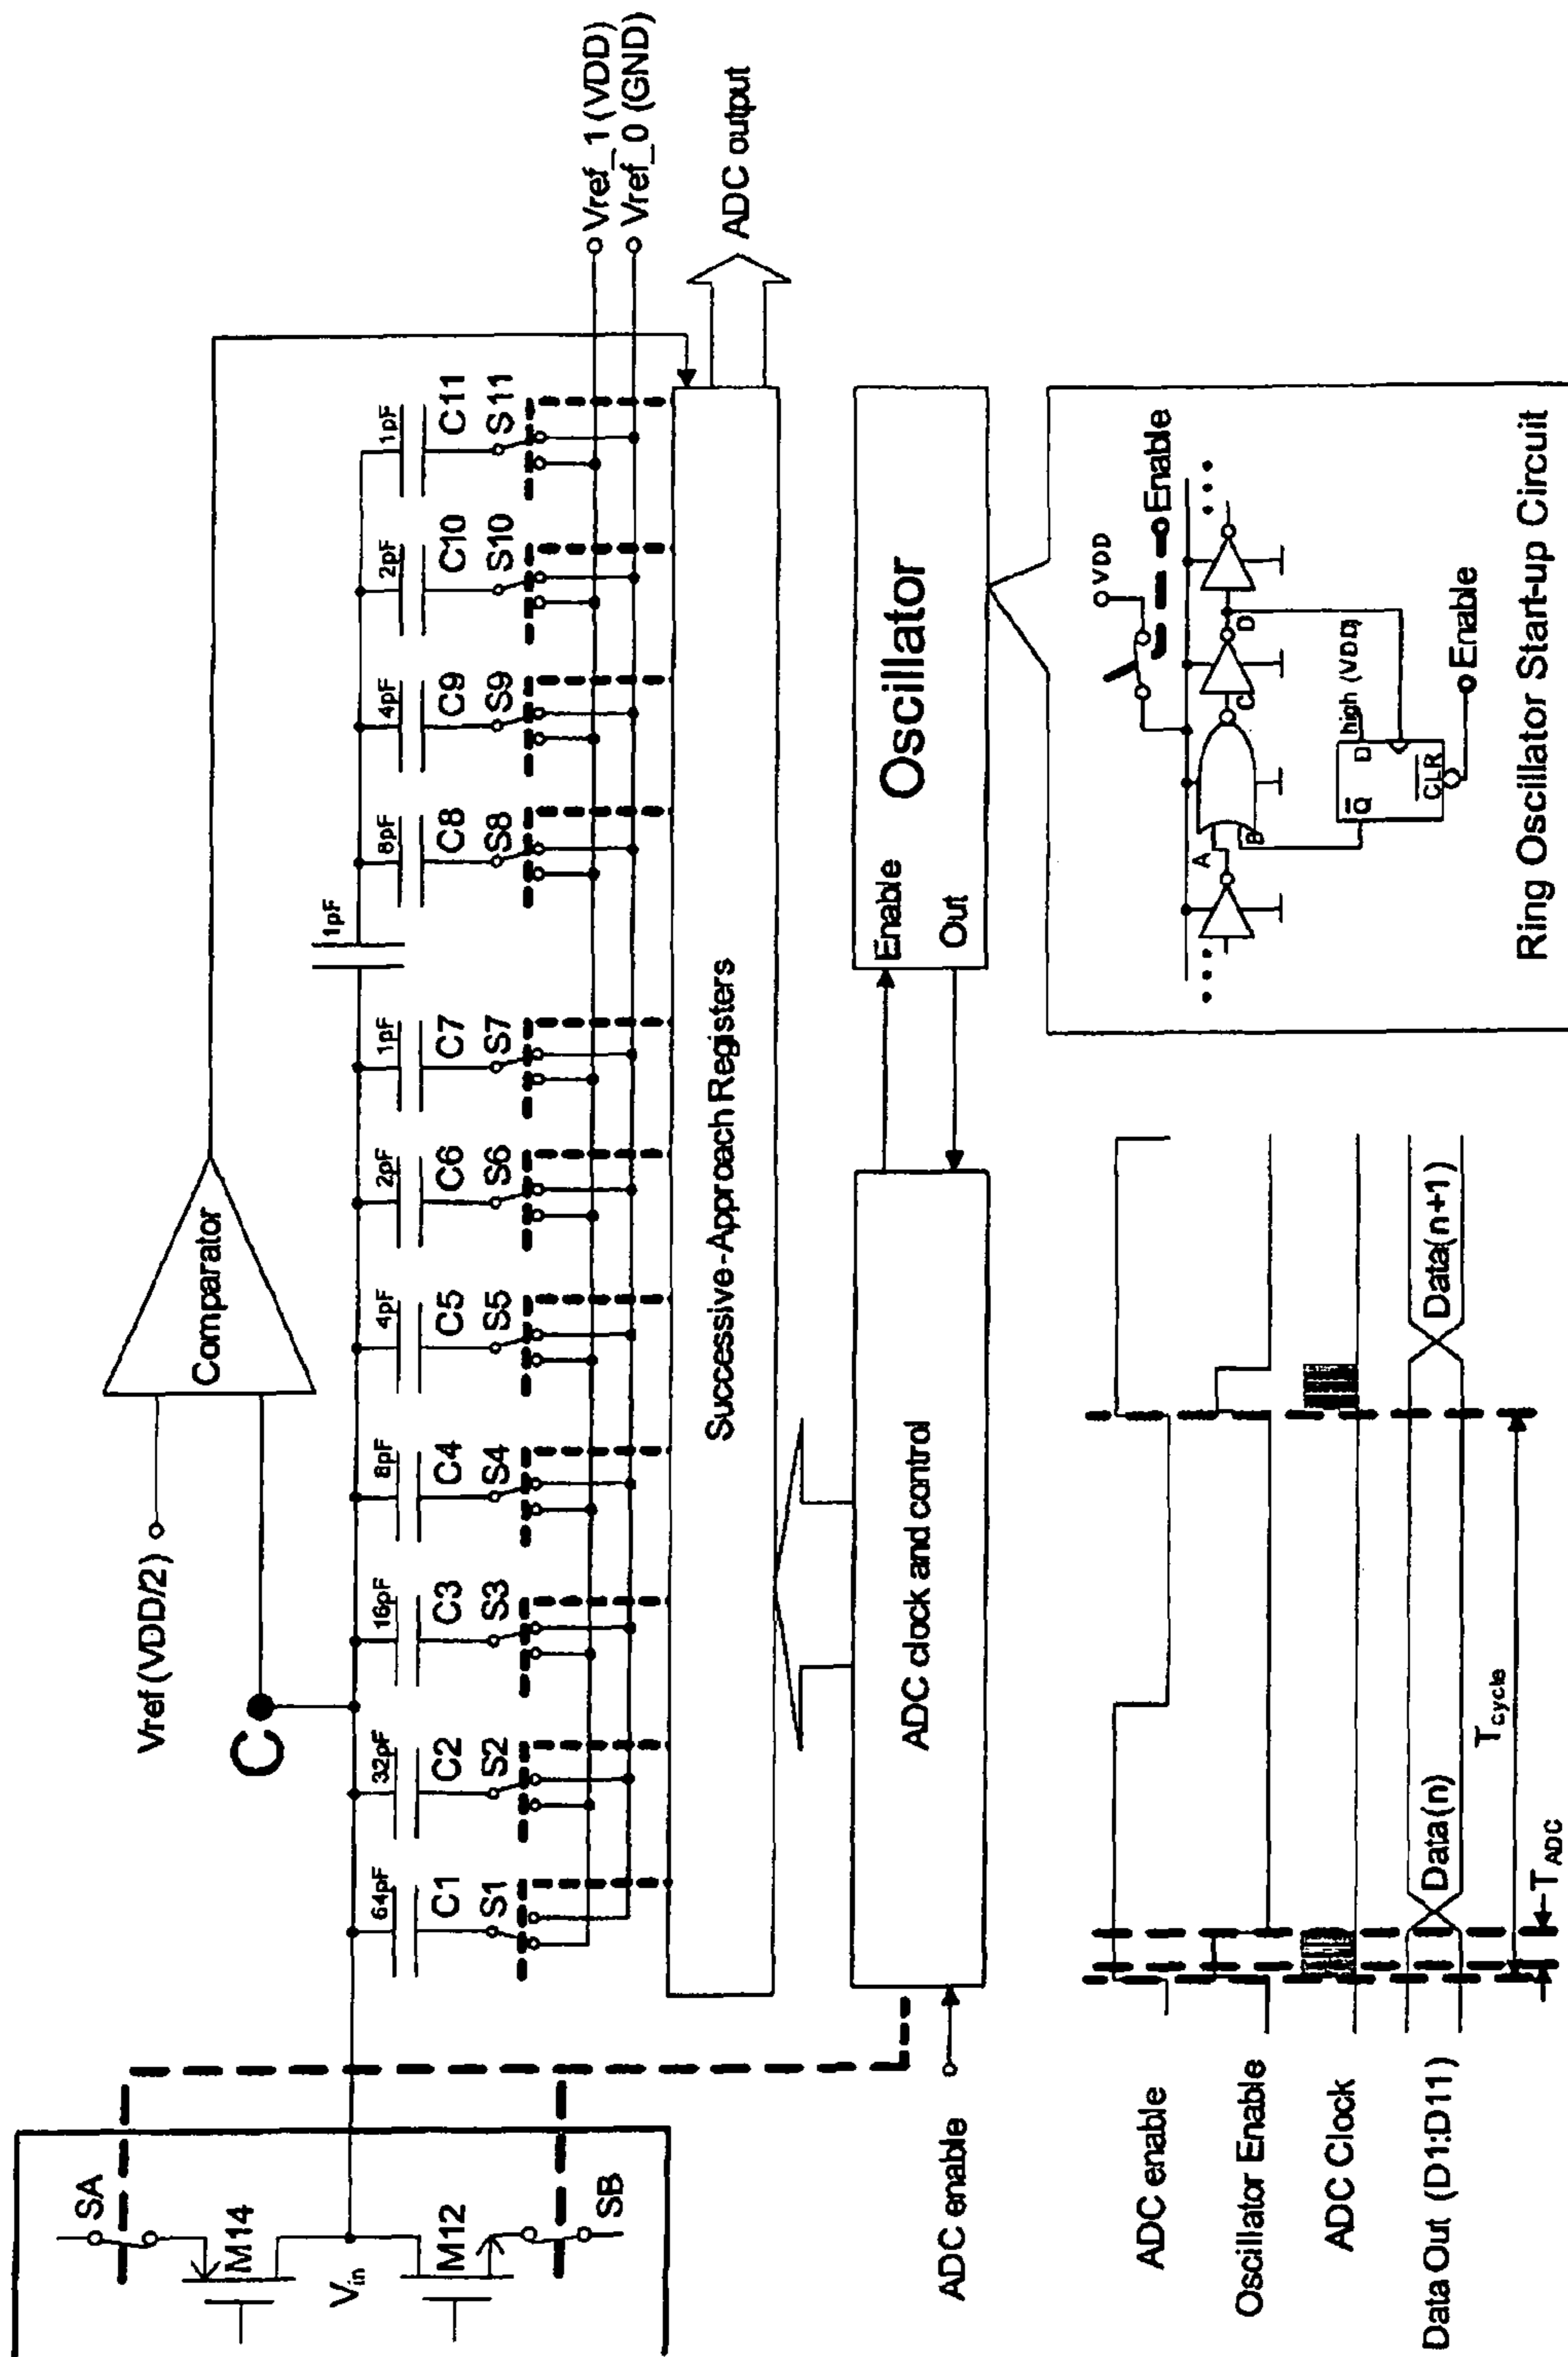 SA
M14
Vin
M12
SB
Vref (VDD/2)
C
Comparator
64pF
32pF
16pF
8pF
4pF
2pF
1pF
1pF
8pF
4pF
2pF
1pF
C1
C2
C3
C4
C5
C6
C7
C8
C9
C10
C11
S1
S2
S3
S4
S5
S6
S7
S8
S9
S10
S11
Vref_1 (VDD)
Vref_0 (GND)
Successive-Approach Registers
ADC output
ADC enable
ADC clock and control
Enable
Out
Oscillator
VDD
Enable
A
B
C
D
Q
D
high (VDD)
CLR
Enable
Ring Oscillator Start-up Circuit
ADC enable
Oscillator Enable
ADC Clock
Data Out (D1:D11)
Data(n)
Data(n+1)
Tcycle
TADC